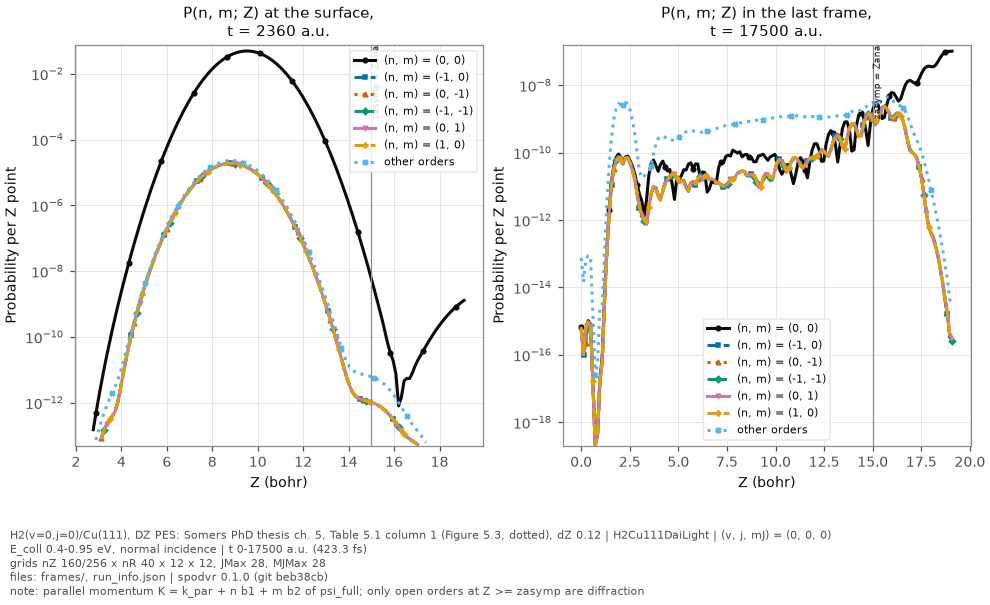 P(n, m; Z) at the surface,
t = 2360 a.u.
P(n, m; Z) in the last frame,
t = 17500 a.u.
Probability per Z point
10⁻²
10⁻⁴
10⁻⁶
10⁻⁸
10⁻¹⁰
10⁻¹²
2 4 6 8 10 12 14 16 18
Z (bohr)
(n, m) = (0, 0)
(n, m) = (-1, 0)
(n, m) = (0, -1)
(n, m) = (-1, -1)
(n, m) = (0, 1)
(n, m) = (1, 0)
other orders
Probability per Z point
10⁻⁸
10⁻¹⁰
10⁻¹²
10⁻¹⁴
10⁻¹⁶
10⁻¹⁸
zasymp = Zana
0.0 2.5 5.0 7.5 10.0 12.5 15.0 17.5 20.0
Z (bohr)
(n, m) = (0, 0)
(n, m) = (-1, 0)
(n, m) = (0, -1)
(n, m) = (-1, -1)
(n, m) = (0, 1)
(n, m) = (1, 0)
other orders
H2(v=0,j=0)/Cu(111), DZ PES: Somers PhD thesis ch. 5, Table 5.1 column 1 (Figure 5.3, dotted), dZ 0.12 | H2Cu111DaiLight | (v, j, mJ) = (0, 0, 0)
E_coll 0.4-0.95 eV, normal incidence | t 0-17500 a.u. (423.3 fs)
grids nZ 160/256 x nR 40 x 12 x 12, JMax 28, MJMax 28
files: frames/, run_info.json | spodvr 0.1.0 (git beb38cb)
note: parallel momentum K = k_par + n b1 + m b2 of psi_full; only open orders at Z >= zasymp are diffraction